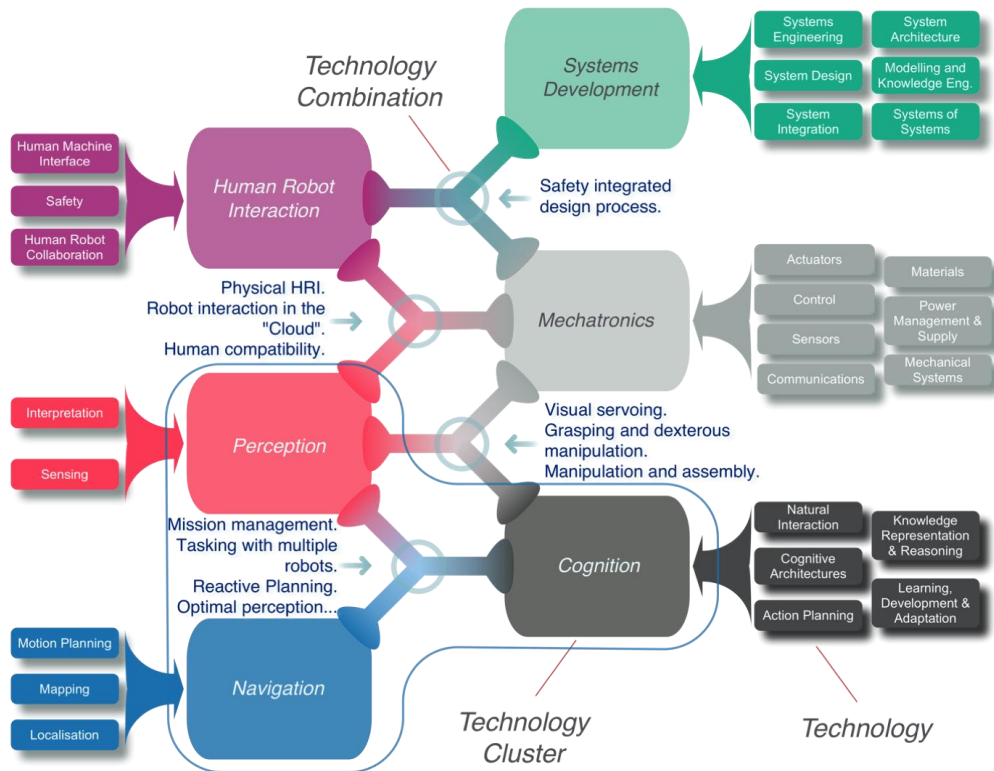 Technology
Combination
Systems
Development
Systems
Engineering
System
Architecture
System Design
Modelling and
Knowledge Eng.
System
Integration
Systems of
Systems
Human Machine
Interface
Safety
Human Robot
Collaboration
Human Robot
Interaction
Safety integrated
design process.
Physical HRI.
Robot interaction in the
"Cloud".
Human compatibility.
Mechatronics
Actuators
Materials
Control
Power
Management &
Supply
Sensors
Mechanical
Systems
Communications
Interpretation
Sensing
Perception
Visual servoing.
Grasping and dexterous
manipulation.
Manipulation and assembly.
Mission management.
Tasking with multiple
robots.
Reactive Planning.
Optimal perception...
Cognition
Natural
Interaction
Knowledge
Representation
& Reasoning
Cognitive
Architectures
Learning,
Development &
Adaptation
Action Planning
Motion Planning
Mapping
Localisation
Navigation
Technology
Cluster
Technology